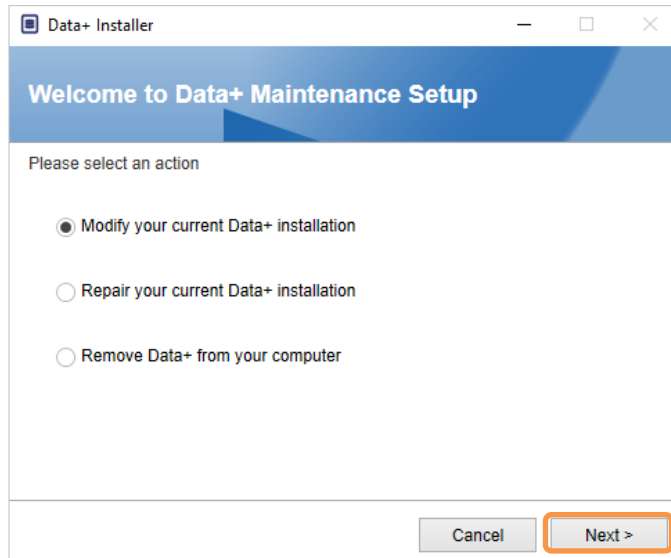 Data+ Installer
Welcome to Data+ Maintenance Setup
Please select an action
Modify your current Data+ installation
Repair your current Data+ installation
Remove Data+ from your computer
Cancel
Next >